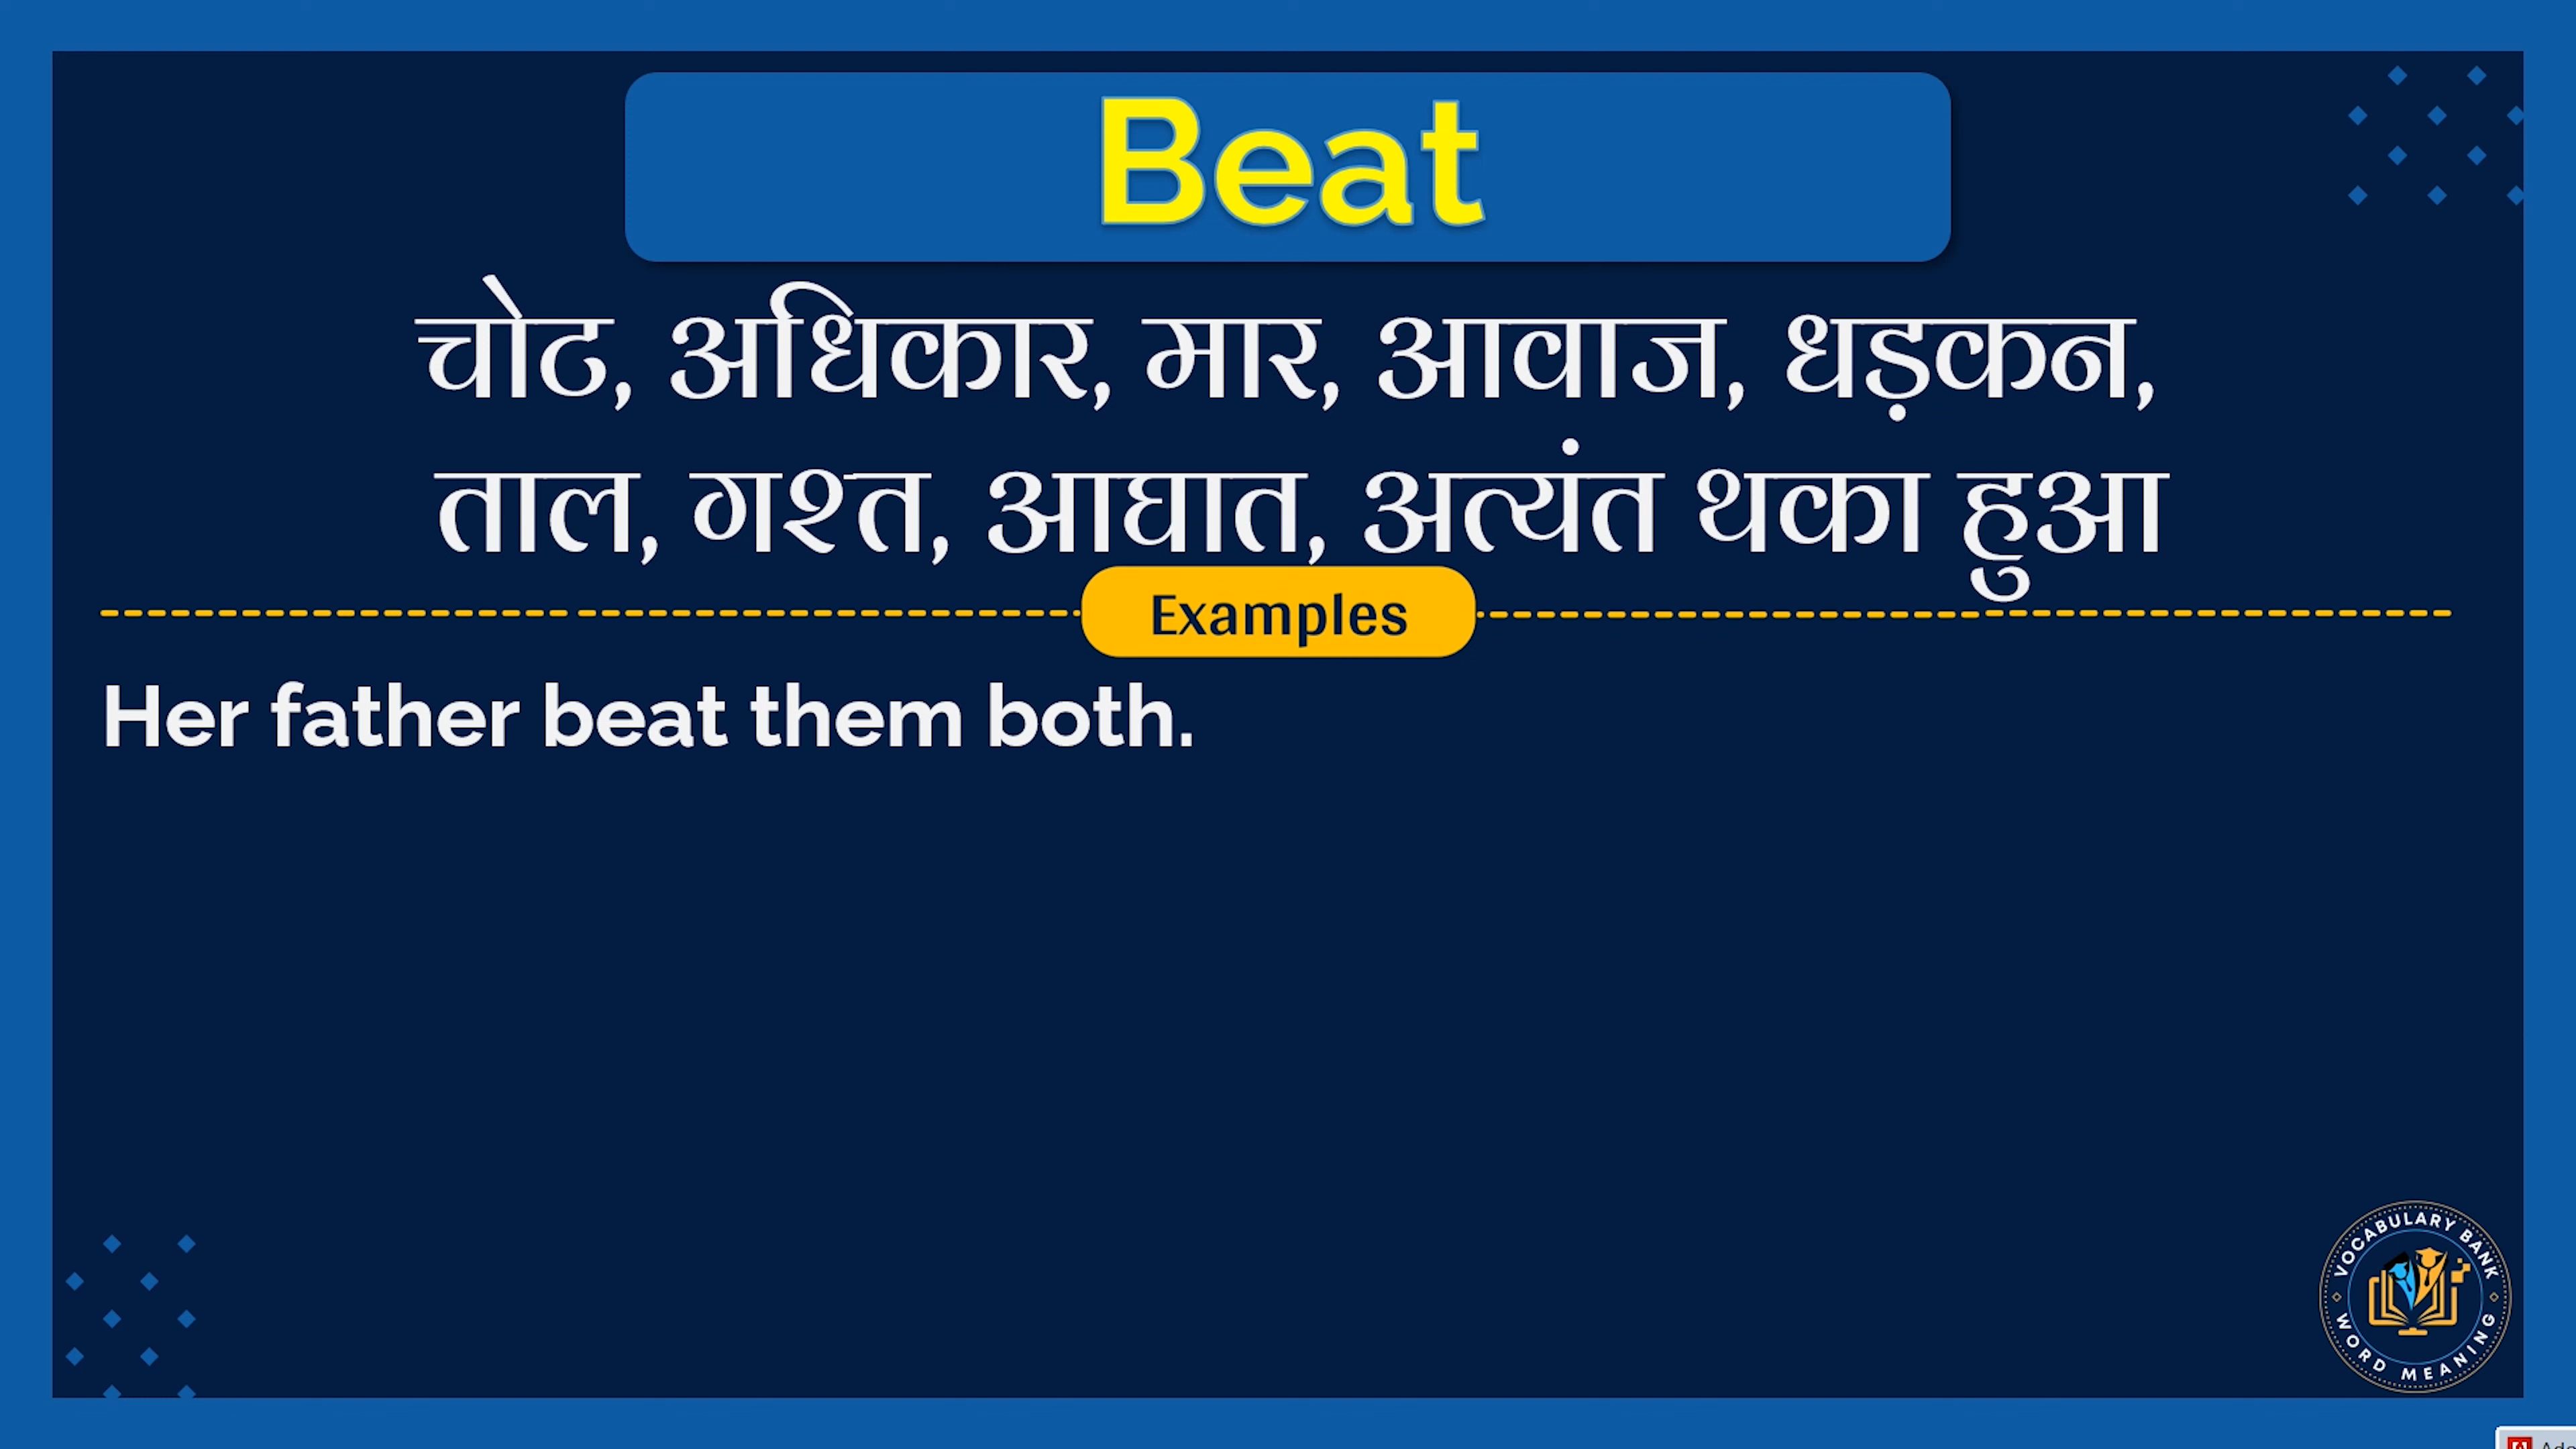 Beat
चोट, अधिकार, मार, आवाज, धड़कन,
ताल, गश्त, आघात, अत्यंत थका हुआ
Examples
Her father beat them both.
VOCABULARY BANK
WORD MEANING